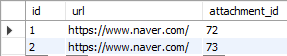 id url attachment_id
1 https://www.naver.com/ 72
2 https://www.naver.com/ 73